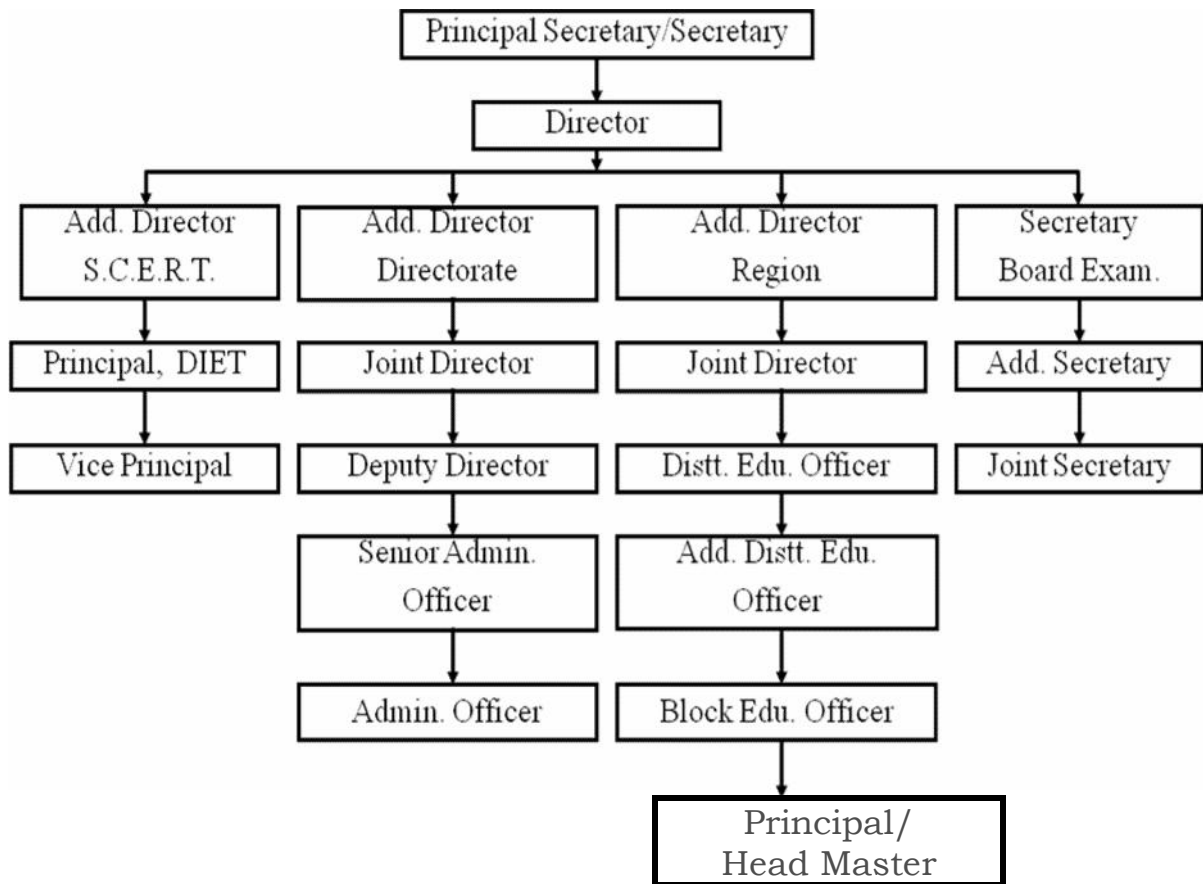 Principal Secretary/Secretary
Director
Add. Director
S.C.E.R.T.
Add. Director
Directorate
Add. Director
Region
Secretary
Board Exam.
Principal, DIET
Joint Director
Joint Director
Add. Secretary
Vice Principal
Deputy Director
Distt. Edu. Officer
Joint Secretary
Senior Admin.
Officer
Add. Distt. Edu.
Officer
Admin. Officer
Block Edu. Officer
Principal/
Head Master